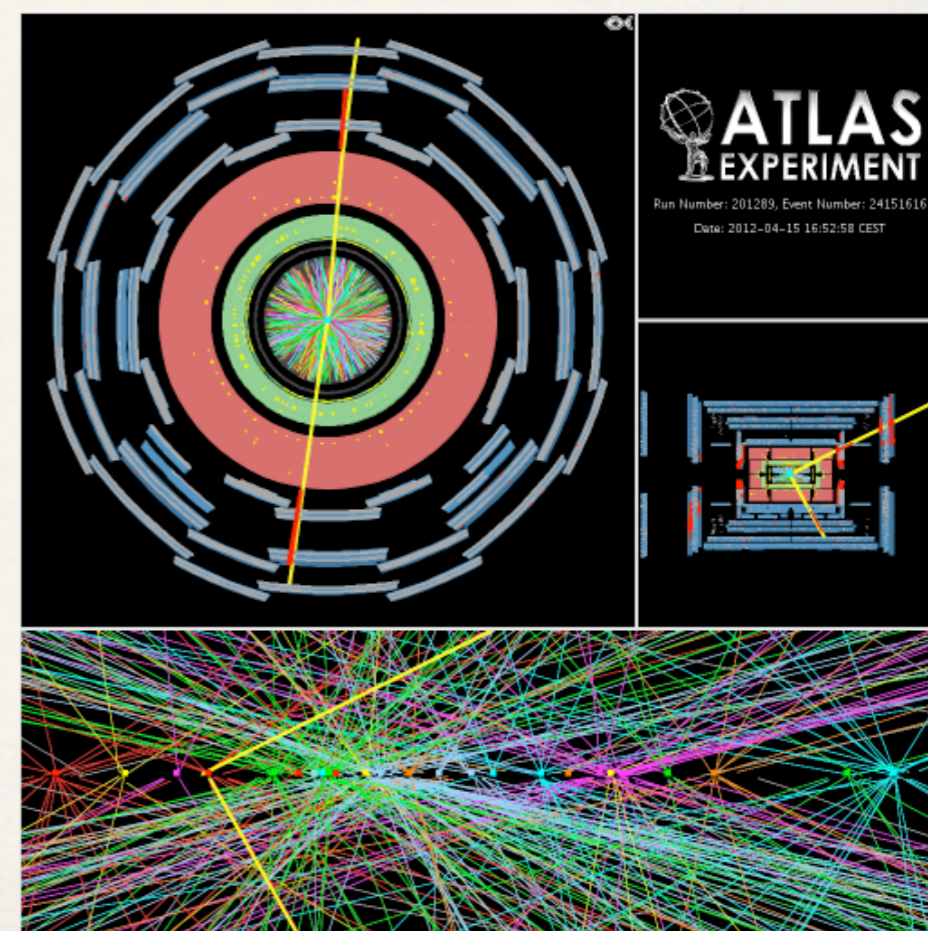 ATLAS
EXPERIMENT
Run Number: 201289, Event Number: 24151616
Date: 2012-04-15 16:52:58 CEST